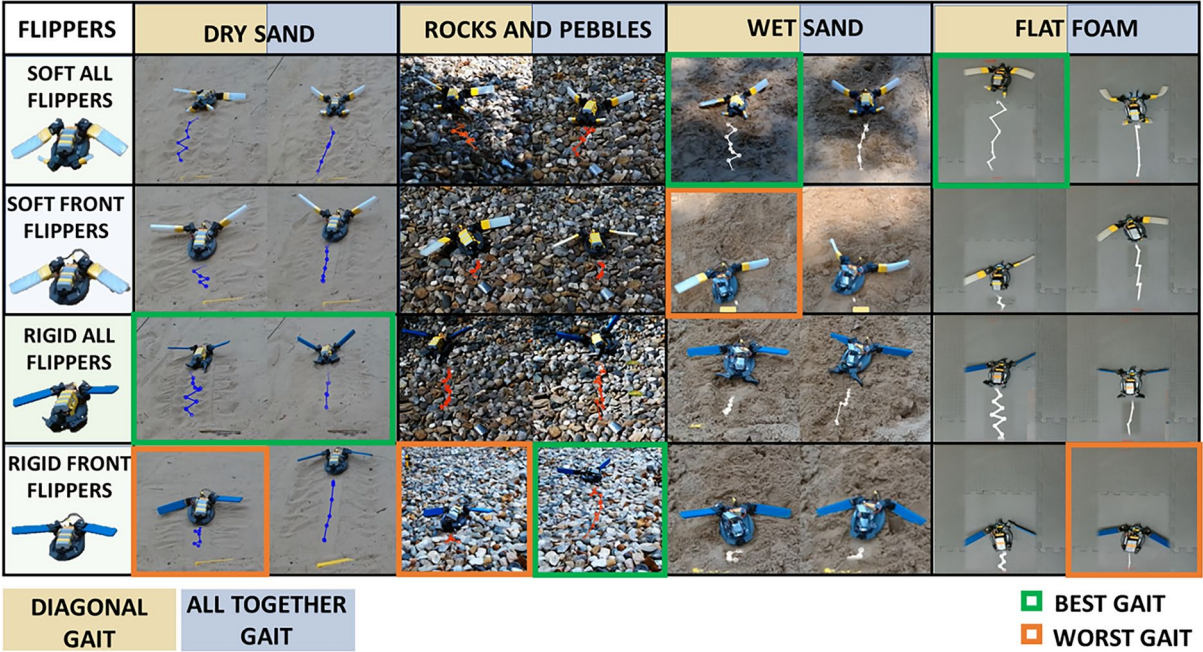 FLIPPERS
DRY SAND
ROCKS AND PEBBLES
WET SAND
FLAT FOAM
SOFT ALL
FLIPPERS
SOFT FRONT
FLIPPERS
RIGID ALL
FLIPPERS
RIGID FRONT
FLIPPERS
DIAGONAL
GAIT
ALL TOGETHER
GAIT
BEST GAIT
WORST GAIT